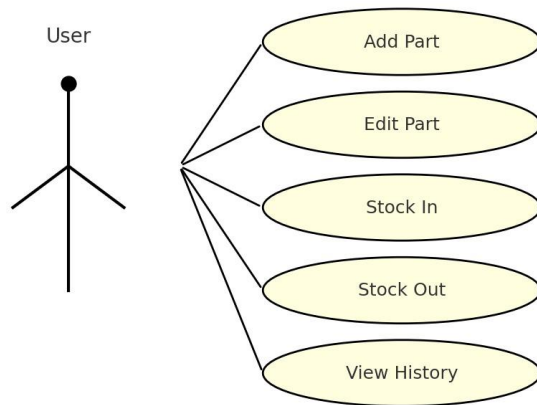 User
Add Part
Edit Part
Stock In
Stock Out
View History